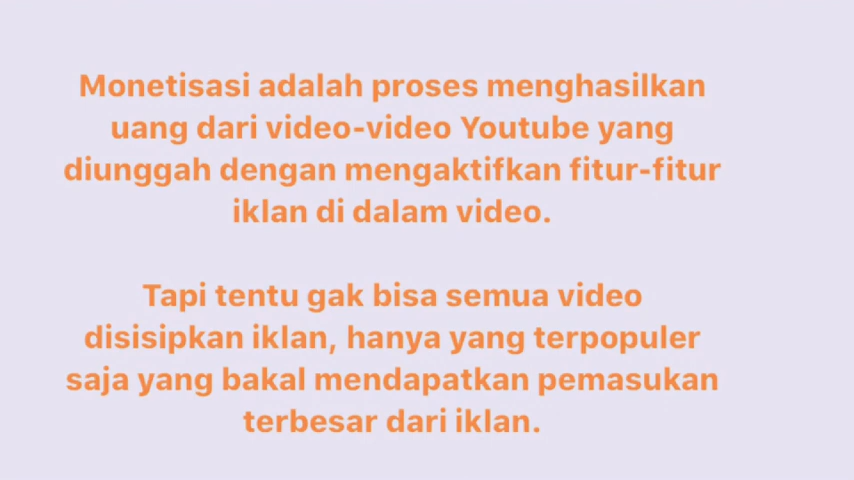 Monetisasi adalah proses menghasilkan
uang dari video-video Youtube yang
diunggah dengan mengaktifkan fitur-fitur
iklan di dalam video.
Tapi tentu gak bisa semua video
disisipkan iklan, hanya yang terpopuler
saja yang bakal mendapatkan pemasukan
terbesar dari iklan.